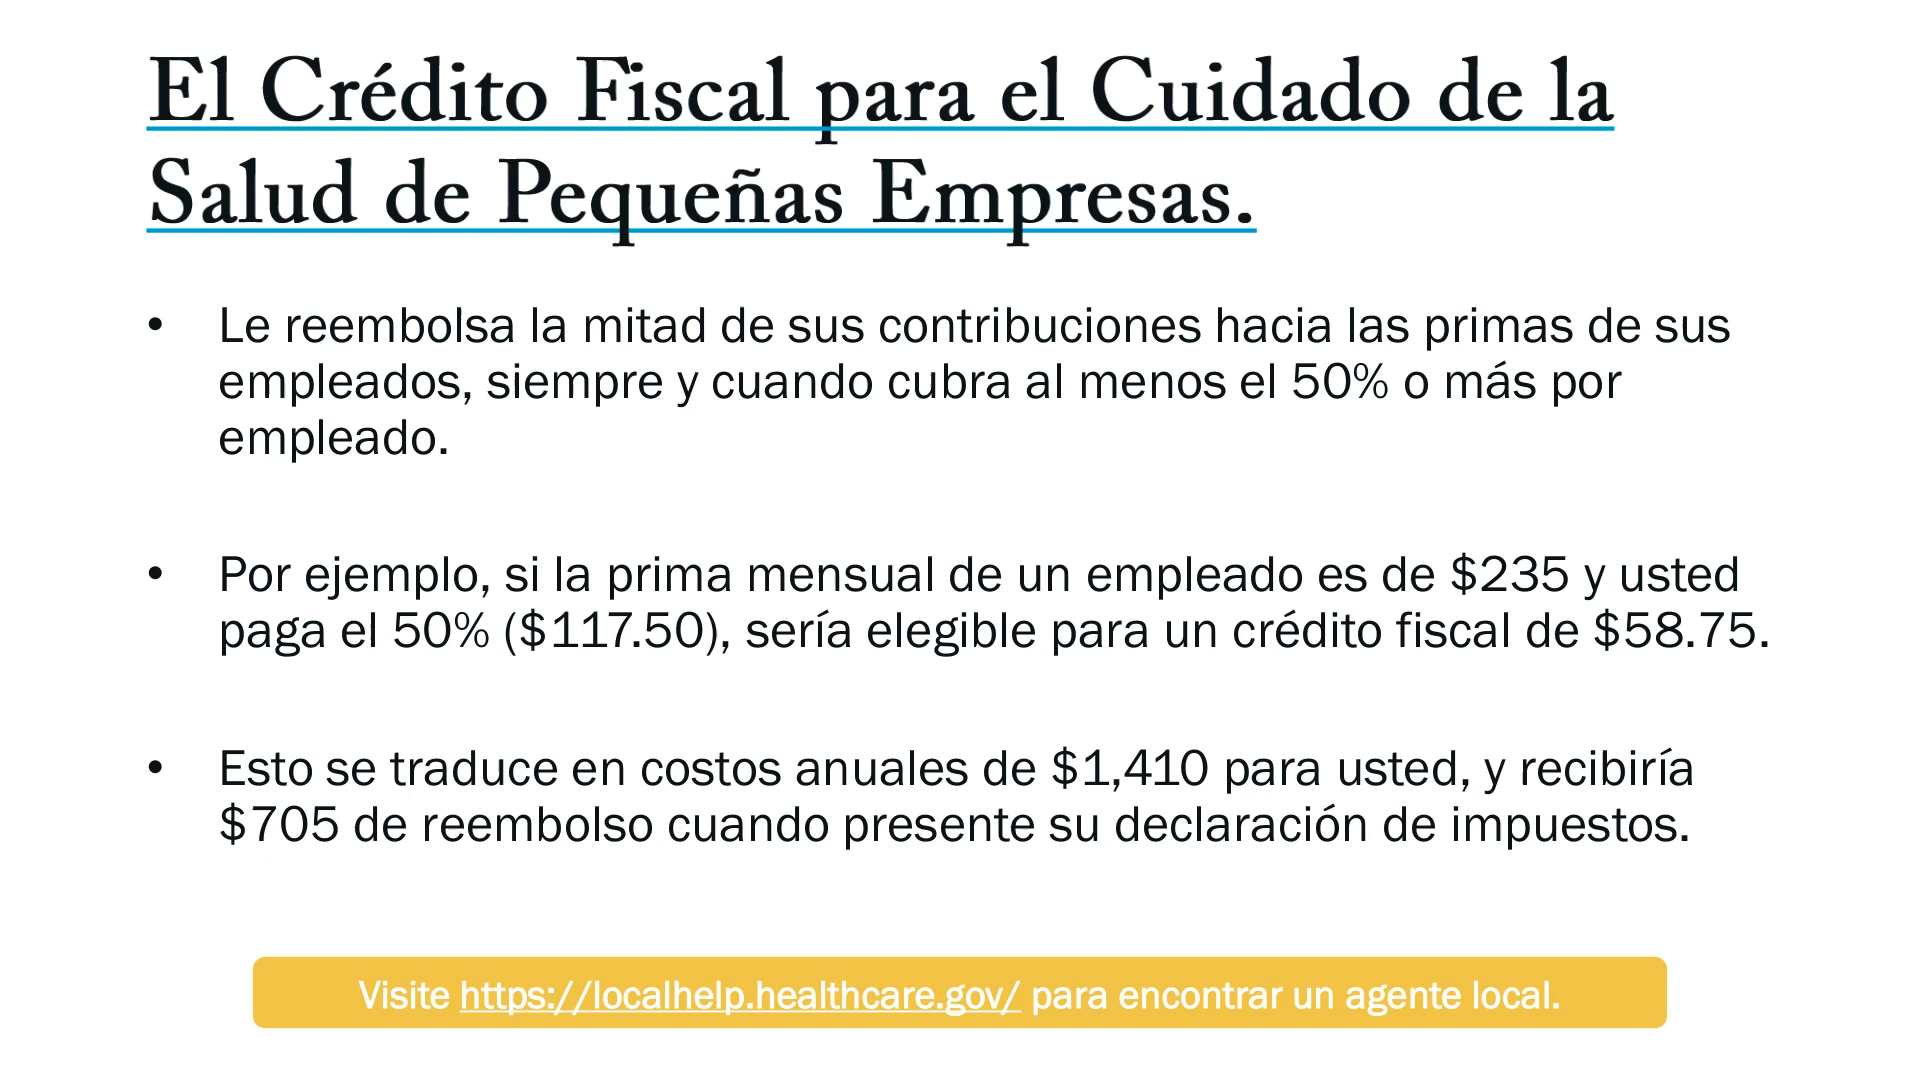 El Crédito Fiscal para el Cuidado de la
Salud de Pequeñas Empresas.
• Le reembolsa la mitad de sus contribuciones hacia las primas de sus
empleados, siempre y cuando cubra al menos el 50% o más por
empleado.
• Por ejemplo, si la prima mensual de un empleado es de $235 y usted
paga el 50% ($117.50), sería elegible para un crédito fiscal de $58.75.
• Esto se traduce en costos anuales de $1,410 para usted, y recibiría
$705 de reembolso cuando presente su declaración de impuestos.
Visite https://localhelp.healthcare.gov/ para encontrar un agente local.